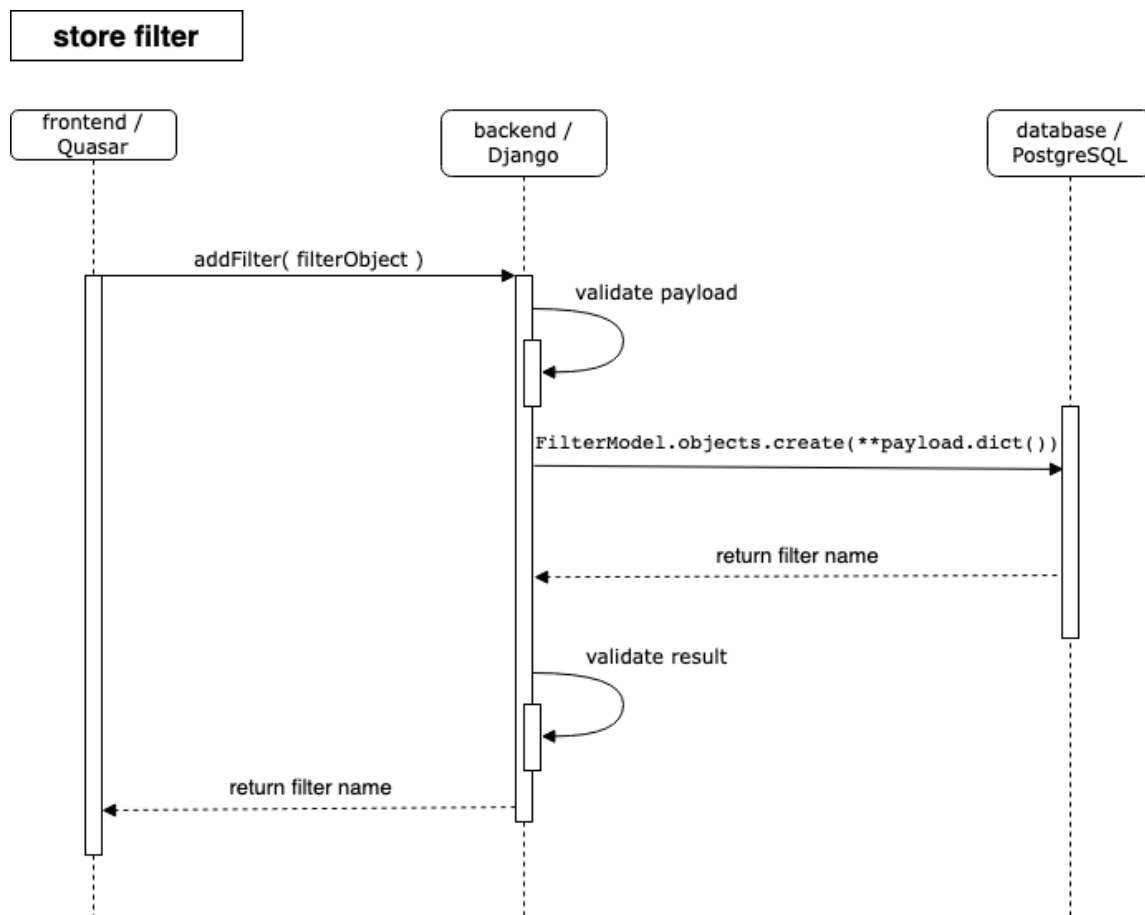 store filter
frontend /
Quasar
backend /
Django
database /
PostgreSQL
addFilter( filterObject )
validate payload
FilterModel.objects.create(**payload.dict())
return filter name
validate result
return filter name